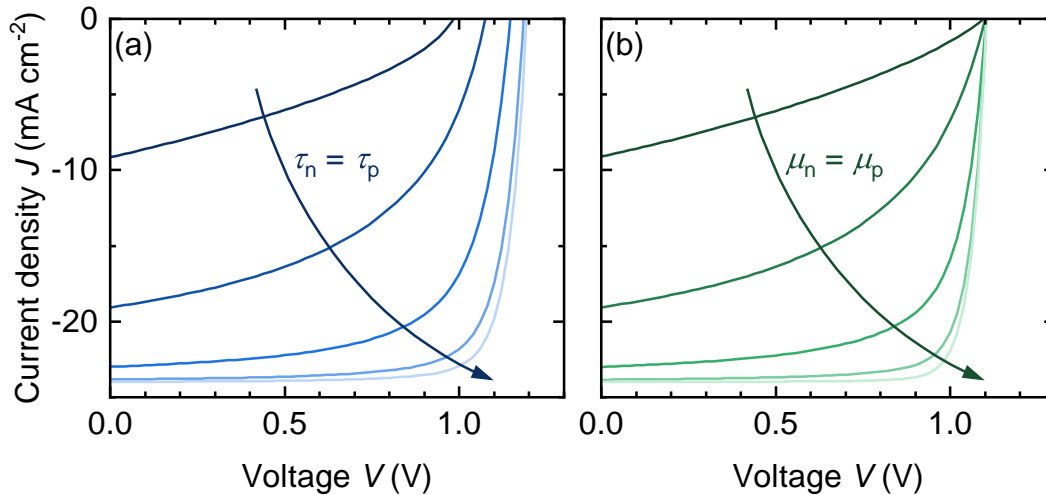 (a)
τn = τp
0
-10
-20
Current density J (mA cm-2)
0.0 0.5 1.0
Voltage V (V)
(b)
μn = μp
0.0 0.5 1.0
Voltage V (V)